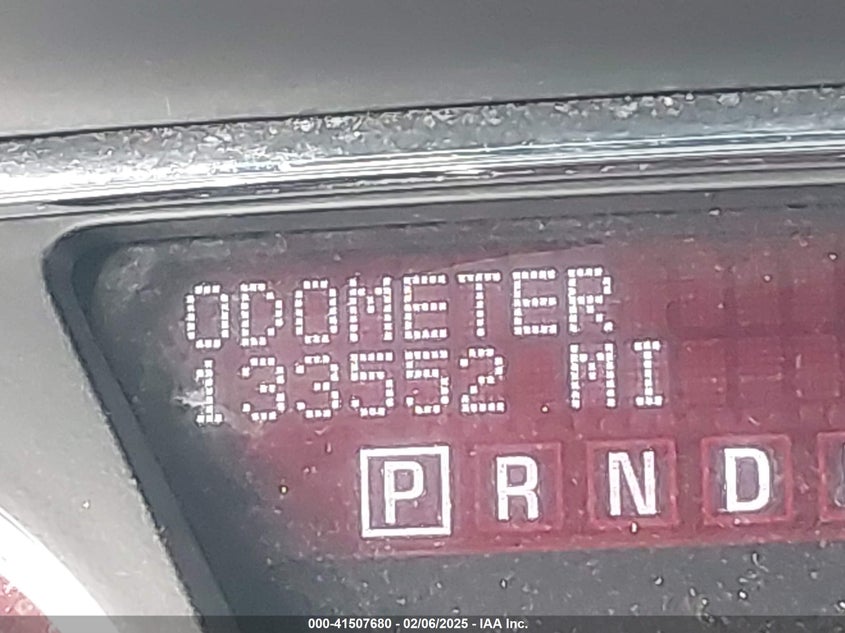 ODOMETER
133552 MI
P R N D
000-41507680 - 02/06/2025 - IAA Inc.